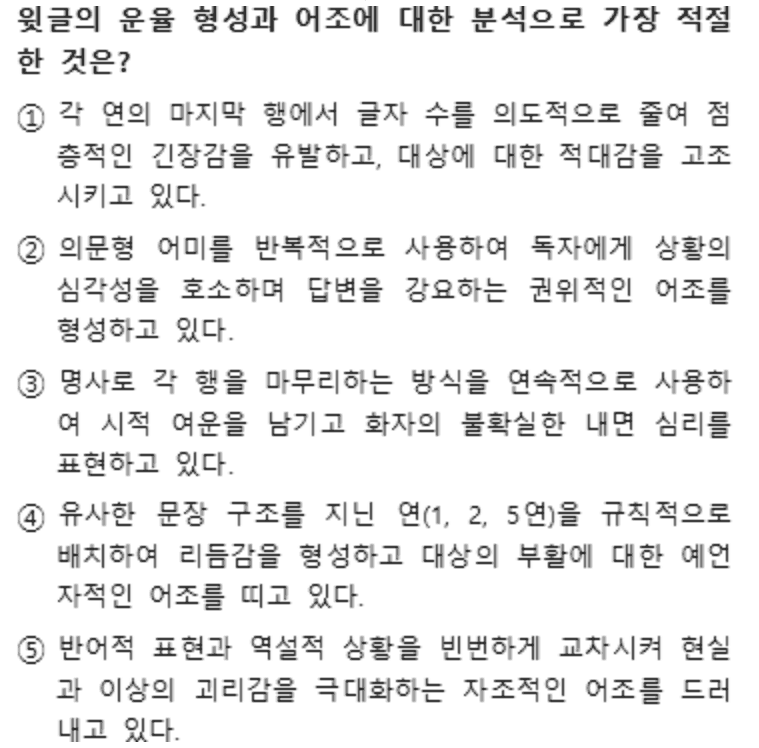 윗글의 운율 형성과 어조에 대한 분석으로 가장 적절
한 것은?
① 각 연의 마지막 행에서 글자 수를 의도적으로 줄여 점
층적인 긴장감을 유발하고, 대상에 대한 적대감을 고조
시키고 있다.
② 의문형 어미를 반복적으로 사용하여 독자에게 상황의
심각성을 호소하며 답변을 강요하는 권위적인 어조를
형성하고 있다.
③ 명사로 각 행을 마무리하는 방식을 연속적으로 사용하
여 시적 여운을 남기고 화자의 불확실한 내면 심리를
표현하고 있다.
④ 유사한 문장 구조를 지닌 연(1, 2, 5연)을 규칙적으로
배치하여 리듬감을 형성하고 대상의 부활에 대한 예언
자적인 어조를 띠고 있다.
⑤ 반어적 표현과 역설적 상황을 빈번하게 교차시켜 현실
과 이상의 괴리감을 극대화하는 자조적인 어조를 드러
내고 있다.